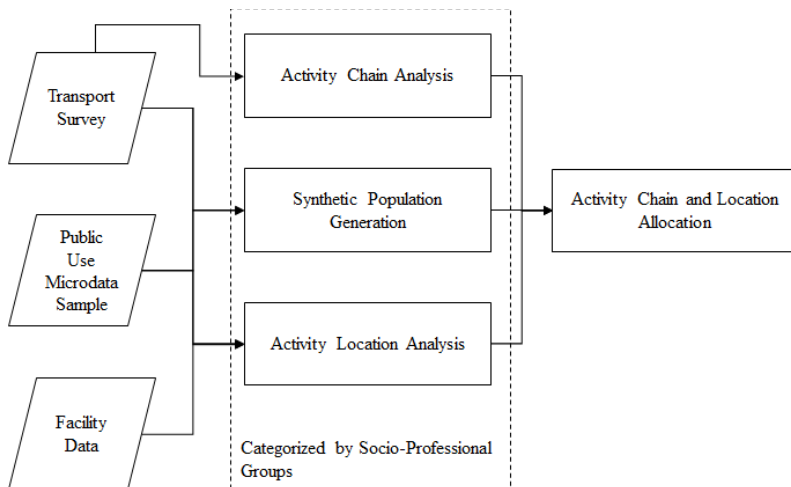 Transport
Survey
Public
Use
Microdata
Sample
Facility
Data
Activity Chain Analysis
Synthetic Population
Generation
Activity Location Analysis
Categorized by Socio-Professional
Groups
Activity Chain and Location
Allocation